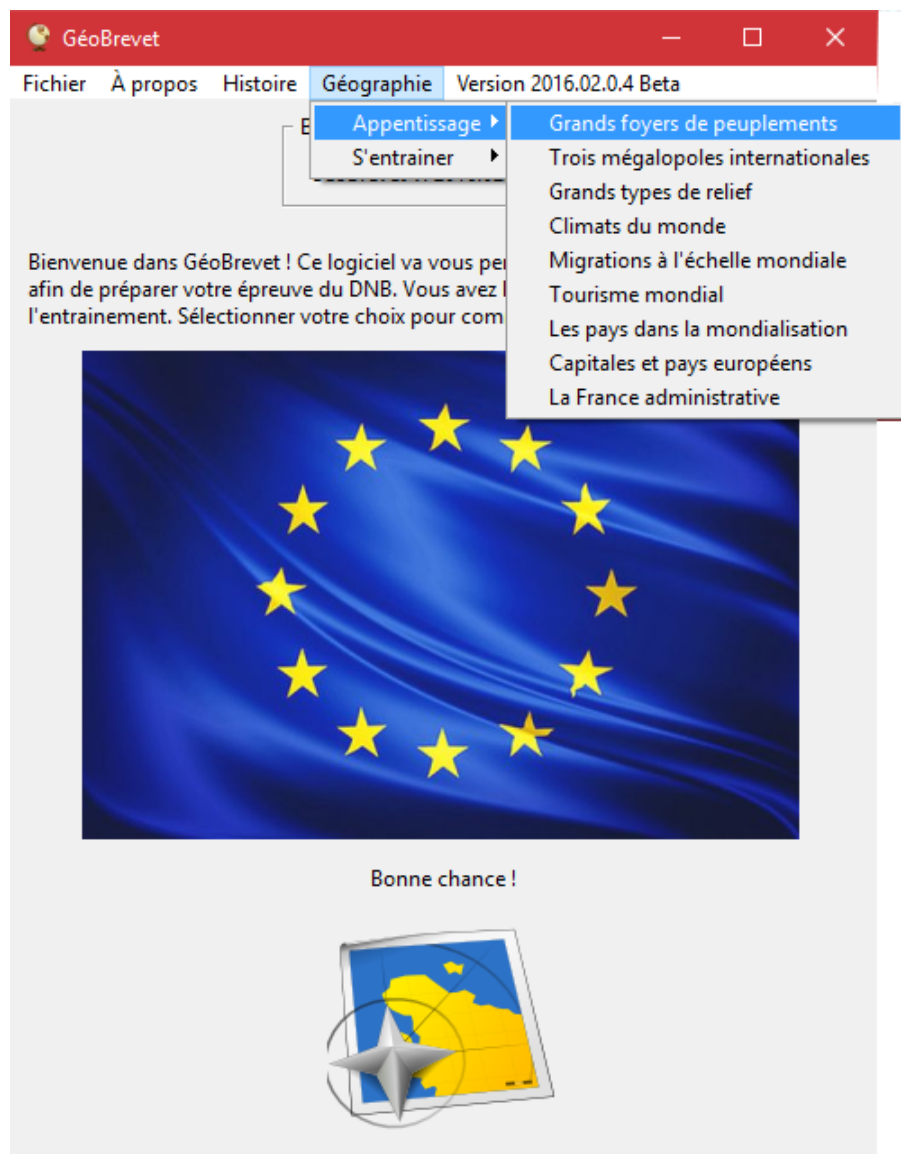 GéoBrevet
Fichier À propos Histoire Géographie Version 2016.02.0.4 Beta
Appentissage
S'entrainer
Grands foyers de peuplements
Trois mégalopoles internationales
Grands types de relief
Climats du monde
Migrations à l'échelle mondiale
Tourisme mondial
Les pays dans la mondialisation
Capitales et pays européens
La France administrative
Bienvenue dans GéoBrevet ! Ce logiciel va vous
afin de préparer votre épreuve du DNB. Vous avez
l'entrainement. Sélectionner votre choix pour
Bonne chance !